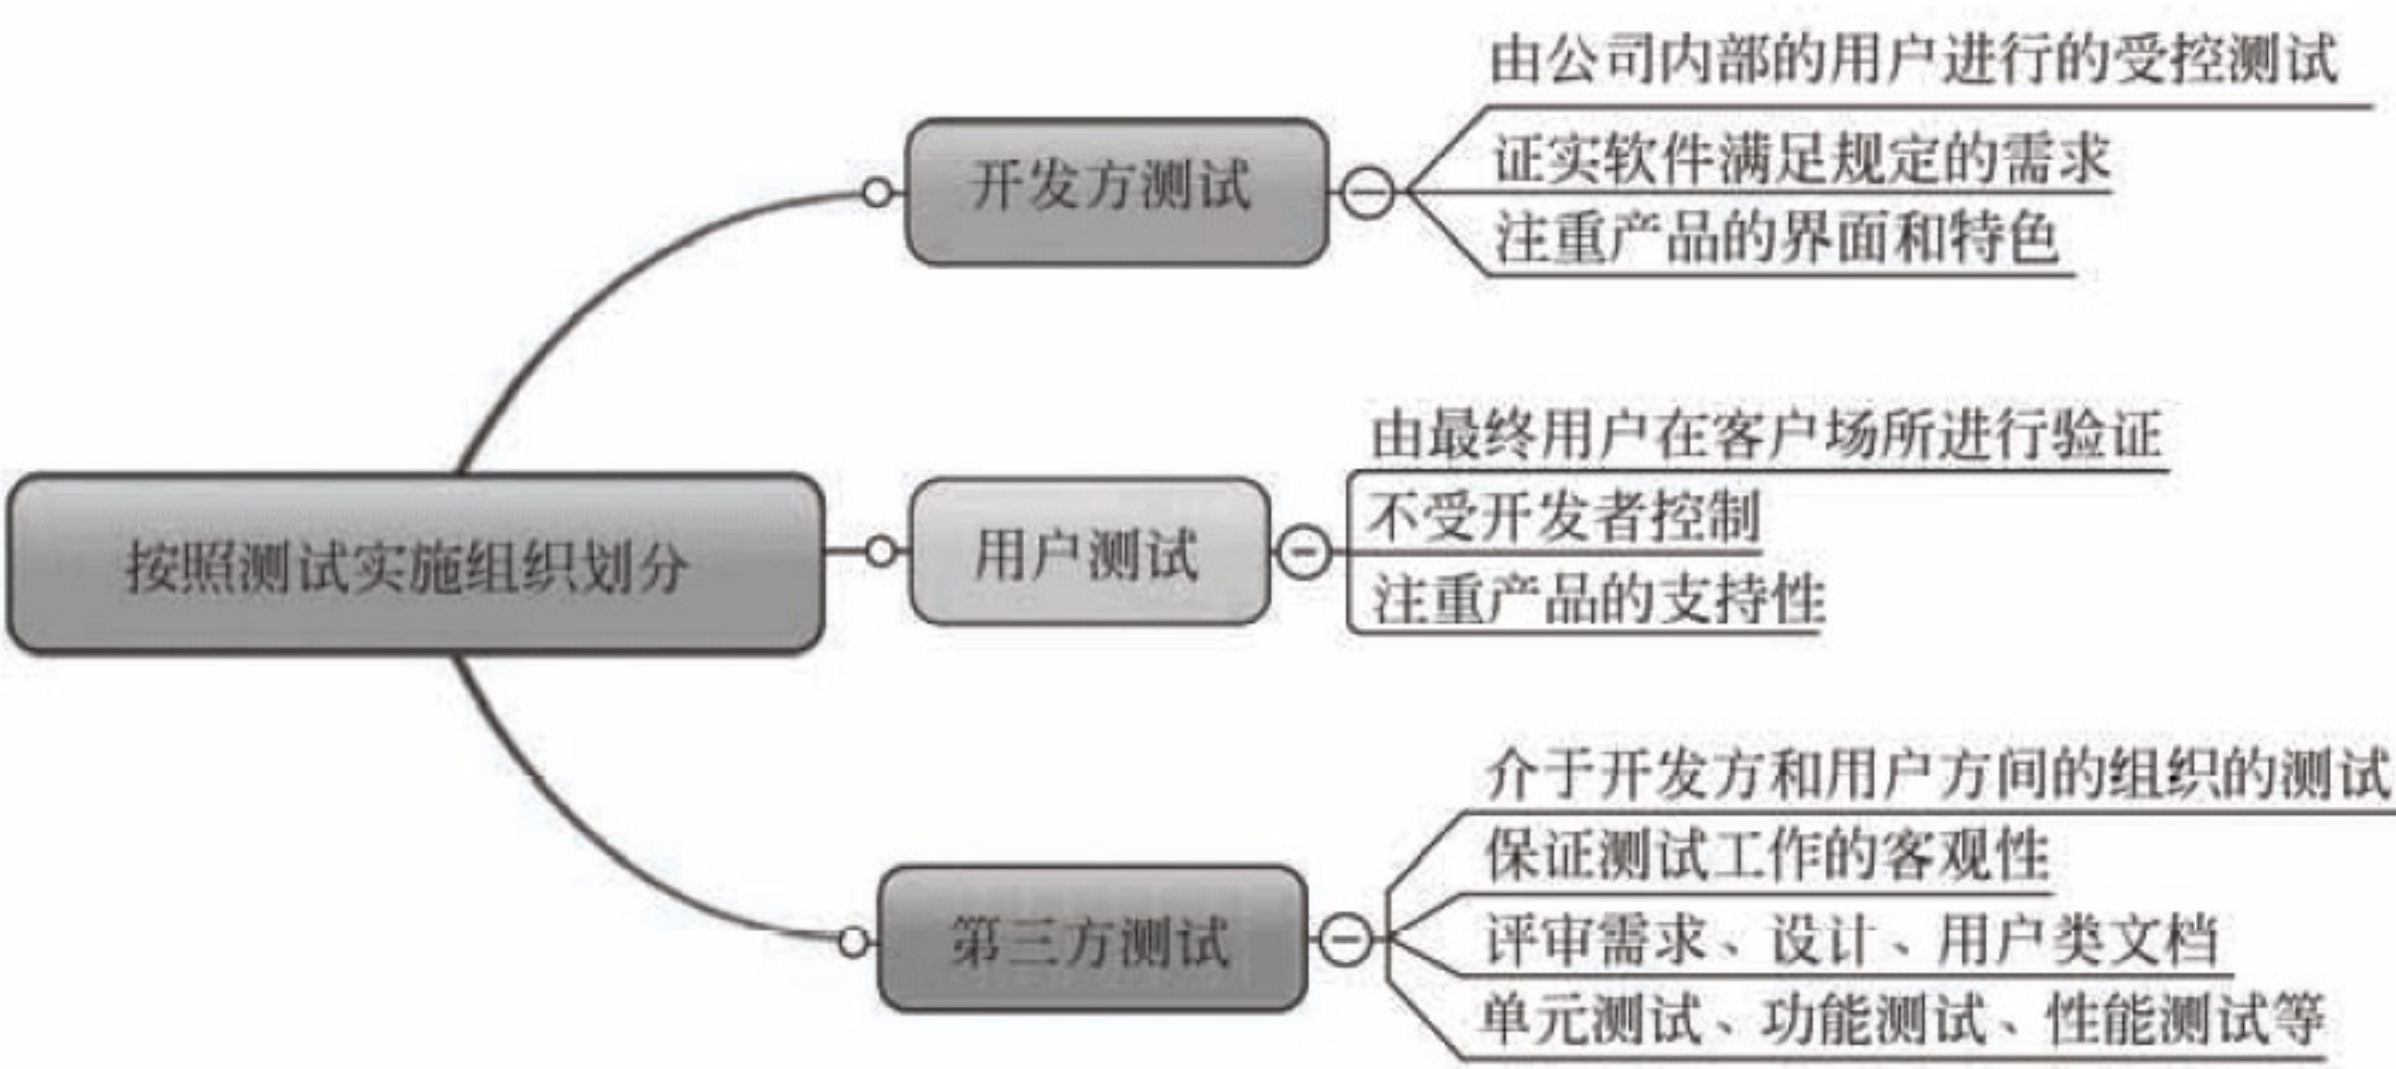 按照测试实施组织划分
开发方测试
由公司内部的用户进行的受控测试
证实软件满足规定的需求
注重产品的界面和特色
用户测试
由最终用户在客户场所进行验证
不受开发者控制
注重产品的支持性
第三方测试
介于开发方和用户方间的组织的测试
保证测试工作的客观性
评审需求、设计、用户类文档
单元测试、功能测试、性能测试等